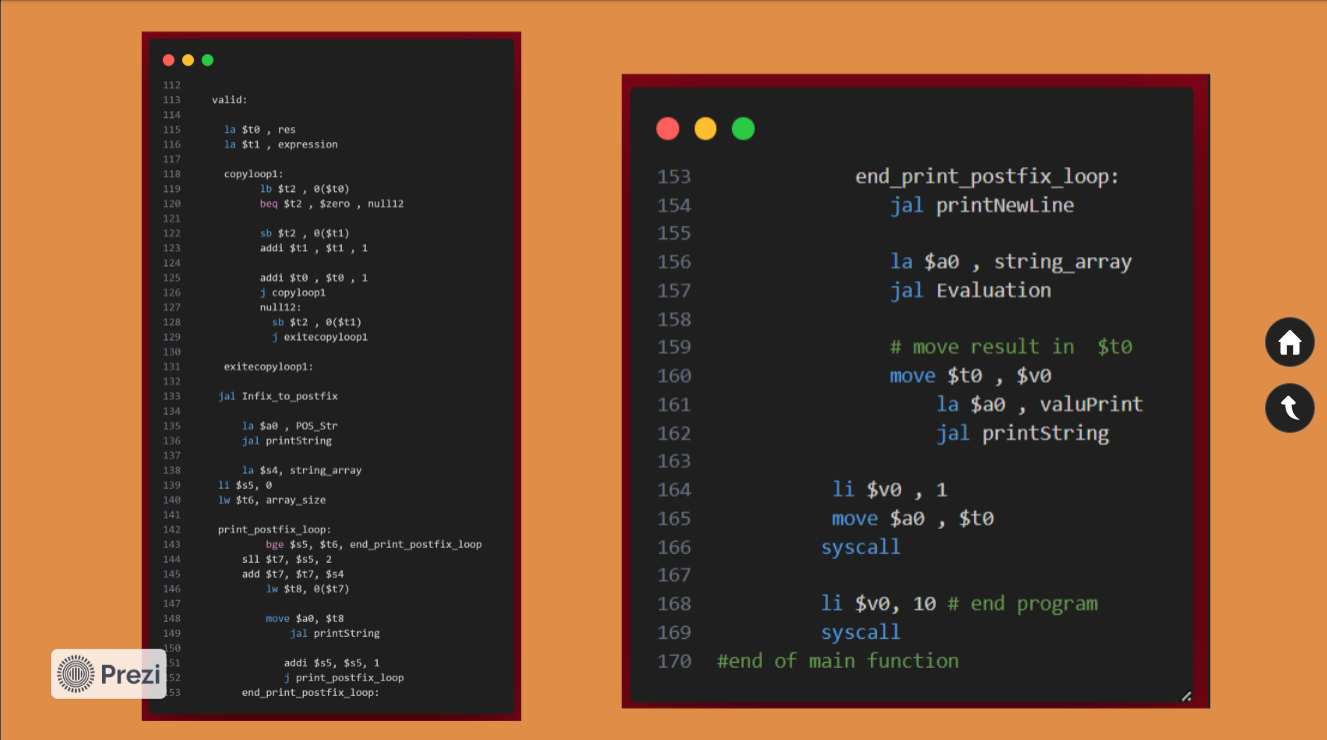 112
113 valid:
114
115 la $t0 , res
116 la $t1 , expression
117
118 copyloop1:
119 lb $t2 , 0($t0)
120 beq $t2 , $zero , null12
121
122 sb $t2 , 0($t1)
123 addi $t1 , $t1 , 1
124
125 addi $t0 , $t0 , 1
126 j copyloop1
127 null12:
128 sb $t2 , 0($t1)
129 j exitecopyloop1
130
131 exitecopyloop1:
132
133 jal Infix_to_postfix
134
135 la $a0 , POS_Str
136 jal printString
137
138 la $s4, string_array
139 li $s5, 0
140 lw $t6, array_size
141
142 print_postfix_loop:
143 bge $s5, $t6, end_print_postfix_loop
144 sll $t7, $s5, 2
145 add $t7, $t7, $s4
146 lw $t8, 0($t7)
147
148 move $a0, $t8
149 jal printString
150
151 addi $s5, $s5, 1
152 j print_postfix_loop
153 end_print_postfix_loop:
Prezi
153 end_print_postfix_loop:
154 jal printNewLine
155
156 la $a0 , string_array
157 jal Evaluation
158
159 # move result in $t0
160 move $t0 , $v0
161 la $a0 , valuPrint
162 jal printString
163
164 li $v0 , 1
165 move $a0 , $t0
166 syscall
167
168 li $v0, 10 # end program
169 syscall
170 #end of main function